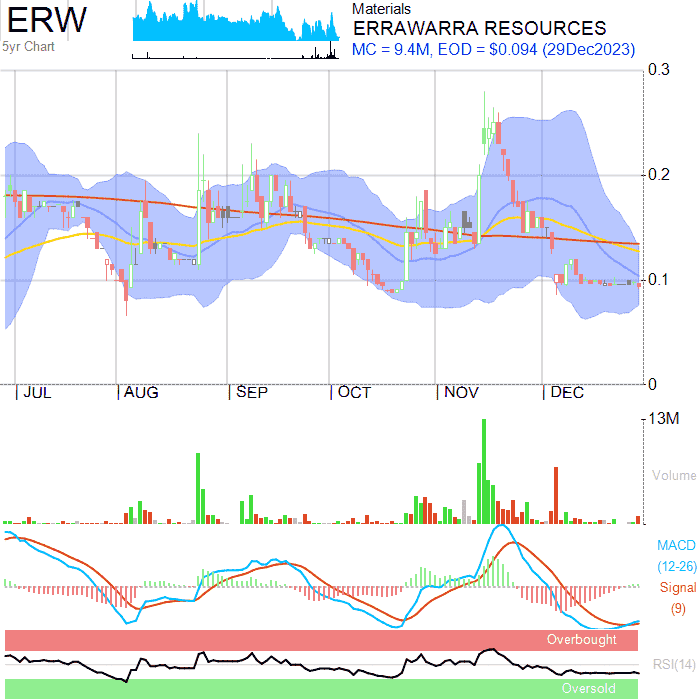 ERW
5yr Chart
Materials
ERRAWARRA RESOURCES
MC = 9.4M, EOD = $0.094 (29Dec2023)
0.3
0.2
0.1
0
JUL AUG SEP OCT NOV DEC
13M
Volume
MACD
(12-26)
Signal
(9)
Overbought
RSI(14)
Oversold